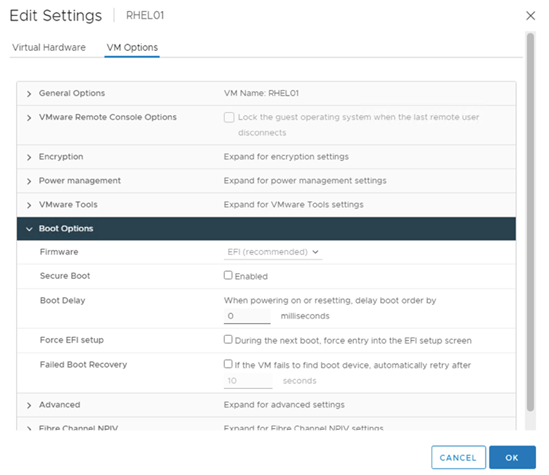 Edit Settings | RHEL01
Virtual Hardware VM Options
General Options VM Name: RHEL01
VMware Remote Console Options Lock the guest operating system when the last remote user
disconnects
Encryption Expand for encryption settings
Power management Expand for power management settings
VMware Tools Expand for VMware Tools settings
Boot Options
Firmware EFI (recommended)
Secure Boot Enabled
Boot Delay When powering on or resetting, delay boot order by
0 milliseconds
Force EFI setup During the next boot, force entry into the EFI setup screen
Failed Boot Recovery If the VM fails to find boot device, automatically retry after
10 seconds
Advanced Expand for advanced settings
Fibre Channel NPIV Expand for Fibre Channel NPIV settings
CANCEL OK